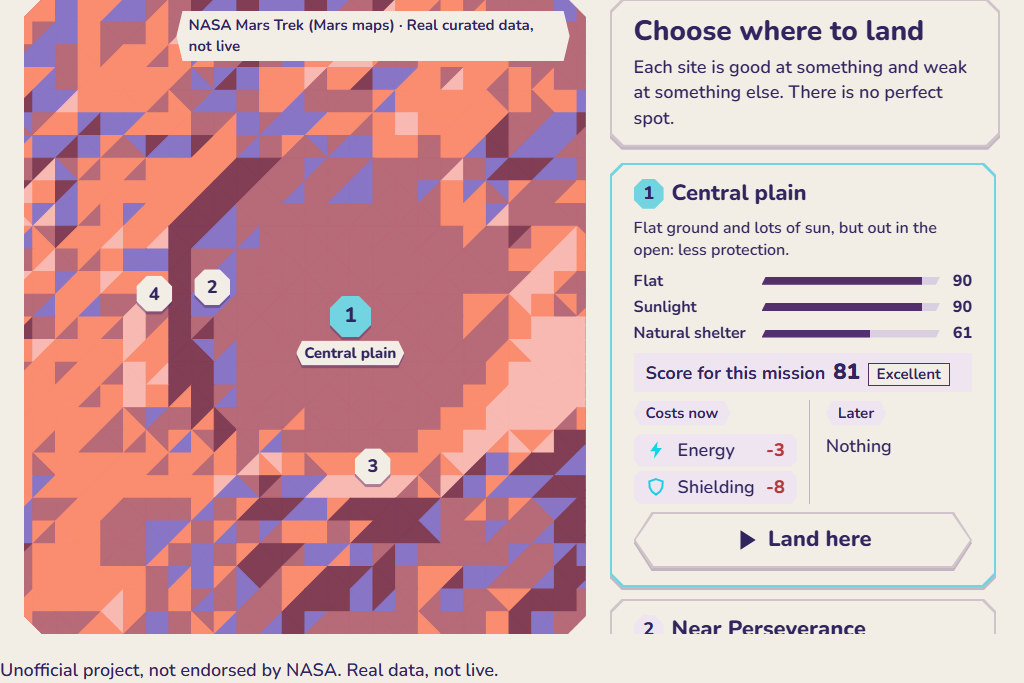 NASA Mars Trek (Mars maps) · Real curated data,
not live
4
2
1
Central plain
3
Choose where to land
Each site is good at something and weak
at something else. There is no perfect
spot.
1 Central plain
Flat ground and lots of sun, but out in the
open: less protection.
Flat 90
Sunlight 90
Natural shelter 61
Score for this mission 81 Excellent
Costs now
Energy -3
Shielding -8
Later
Nothing
Land here
2 Near Perseverance
Unofficial project, not endorsed by NASA. Real data, not live.